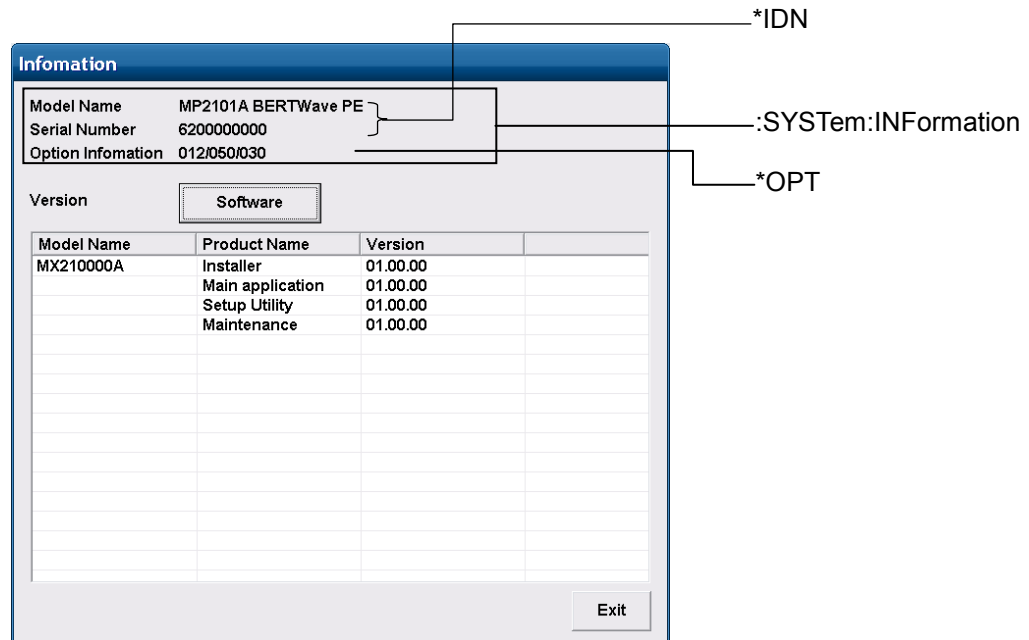 *IDN
Infomation
Model Name MP2101A BERTWave PE
Serial Number 6200000000
:SYSTem:INFormation
Option Infomation 012/050/030
*OPT
Version Software
Model Name Product Name Version
MX210000A Installer 01.00.00
Main application 01.00.00
Setup Utility 01.00.00
Maintenance 01.00.00
Exit